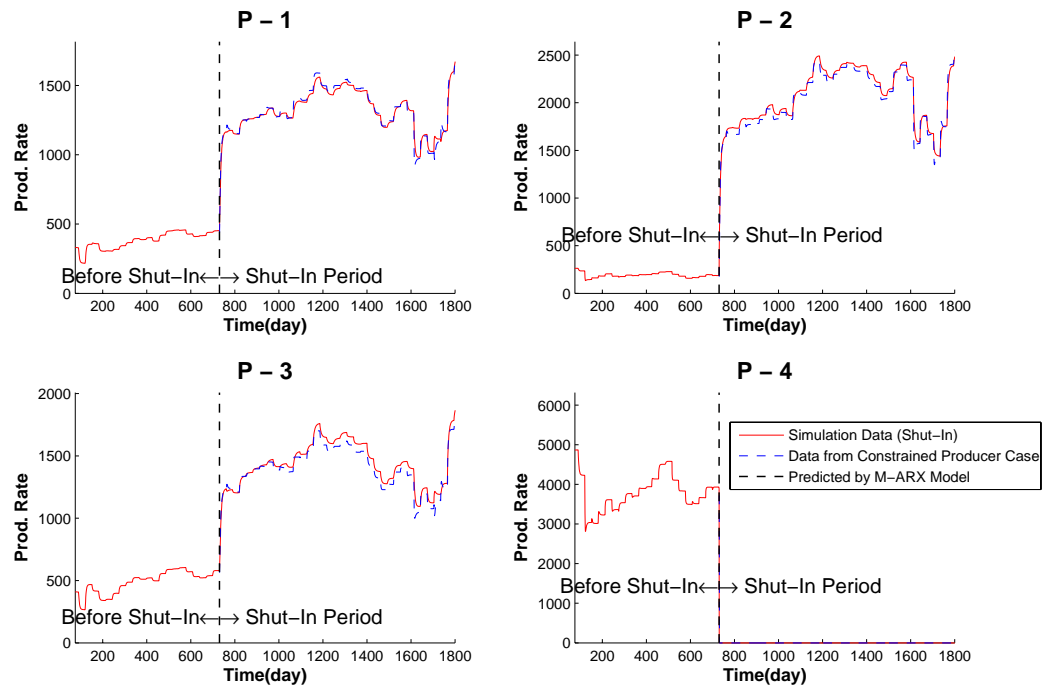 P – 1
Prod. Rate
1500
1000
500
0
Before Shut–In
Shut–In Period
200 400 600 800 1000 1200 1400 1600 1800
Time(day)
P – 2
Prod. Rate
2500
2000
1500
1000
500
0
Before Shut–In
Shut–In Period
200 400 600 800 1000 1200 1400 1600 1800
Time(day)
P – 3
Prod. Rate
2000
1500
1000
500
0
Before Shut–In
Shut–In Period
200 400 600 800 1000 1200 1400 1600 1800
Time(day)
P – 4
Prod. Rate
6000
5000
4000
3000
2000
1000
0
Simulation Data (Shut–In)
Data from Constrained Producer Case
Predicted by M–ARX Model
Before Shut–In
Shut–In Period
200 400 600 800 1000 1200 1400 1600 1800
Time(day)